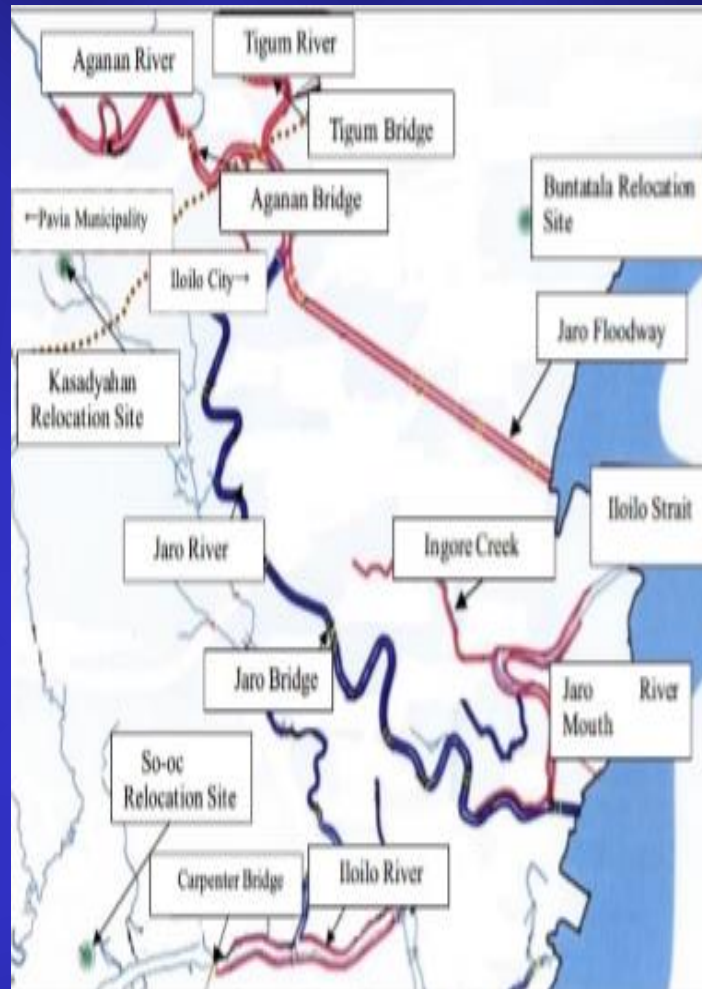 Tigum River
Aganan River
Tigum Bridge
Buntatala Relocation
Site
Aganan Bridge
←Pavia Municipality
Iloilo City→
Jaro Floodway
Kasadyahan
Relocation Site
Iloilo Strait
Jaro River
Ingore Creek
Jaro Bridge
Jaro River
Mouth
So-oc
Relocation Site
Carpenter Bridge
Iloilo River